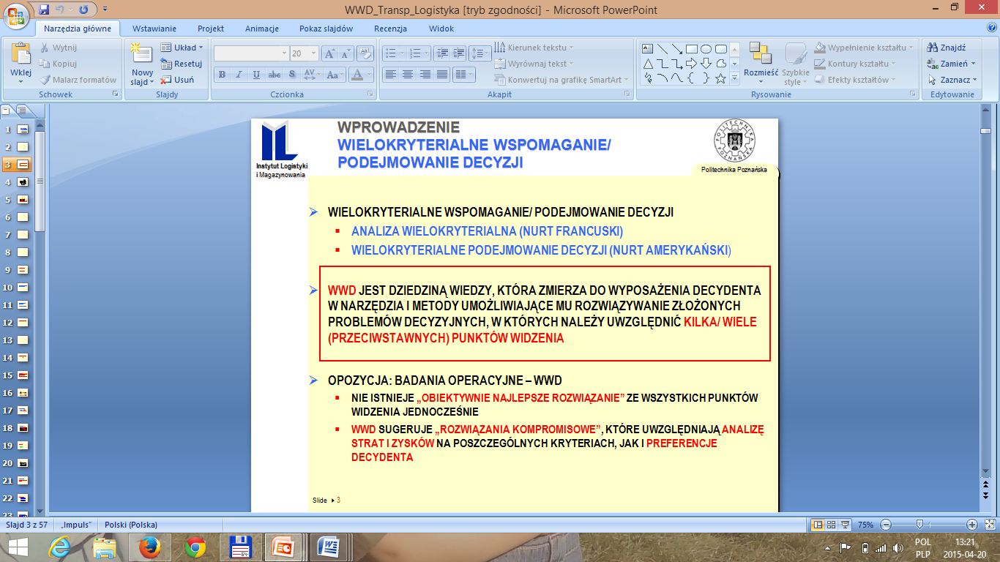 WWD_Transp_Logistyka [tryb zgodności] - Microsoft PowerPoint
Narzędzia główne Wstawianie Projekt Animacje Pokaz slajdów Recenzja Widok
Wklej
Wytnij
Kopiuj
Malarz formatów
Schowek
Nowy slajd
Układ
Resetuj
Usuń
Slajdy
20
B I U abc S AV Aa A
Czcionka
Kierunek tekstu
Wyrównaj tekst
Konwertuj na grafikę SmartArt
Akapit
Rozmieść
Szybkie style
Wypełnienie kształtu
Kontury kształtu
Efekty kształtów
Rysowanie
Znajdź
Zamień
Zaznacz
Edytowanie
1
2
3
4
5
6
7
8
9
10
11
12
13
14
15
16
17
18
19
20
21
22
23
Instytut Logistyki
i Magazynowania
WPROWADZENIE
WIELOKRYTERIALNE WSPOMAGANIE/
PODEJMOWANIE DECYZJI
POLITECHNIKA POZNAŃSKA
Politechnika Poznańska
WIELOKRYTERIALNE WSPOMAGANIE/ PODEJMOWANIE DECYZJI
ANALIZA WIELOKRYTERIALNA (NURT FRANCUSKI)
WIELOKRYTERIALNE PODEJMOWANIE DECYZJI (NURT AMERYKAŃSKI)
WWD JEST DZIEDZINĄ WIEDZY, KTÓRA ZMIERZA DO WYPOSAŻENIA DECYDENTA
W NARZĘDZIA I METODY UMOŻLIWIAJĄCE MU ROZWIĄZYWANIE ZŁOŻONYCH
PROBLEMÓW DECYZYJNYCH, W KTÓRYCH NALEŻY UWZGLĘDNIĆ KILKA/ WIELE
(PRZECIWSTAWNYCH) PUNKTÓW WIDZENIA
OPOZYCJA: BADANIA OPERACYJNE – WWD
NIE ISTNIEJE „OBIEKTYWNIE NAJLEPSZE ROZWIĄZANIE” ZE WSZYSTKICH PUNKTÓW
WIDZENIA JEDNOCZEŚNIE
WWD SUGERUJE „ROZWIĄZANIA KOMPROMISOWE”, KTÓRE UWZGLĘDNIAJĄ ANALIZĘ
STRAT I ZYSKÓW NA POSZCZEGÓLNYCH KRYTERIACH, JAK I PREFERENCJE
DECYDENTA
Slide 3
Slajd 3 z 57 „Impuls” Polski (Polska) 75%
POL 13:21
PLP 2015-04-20